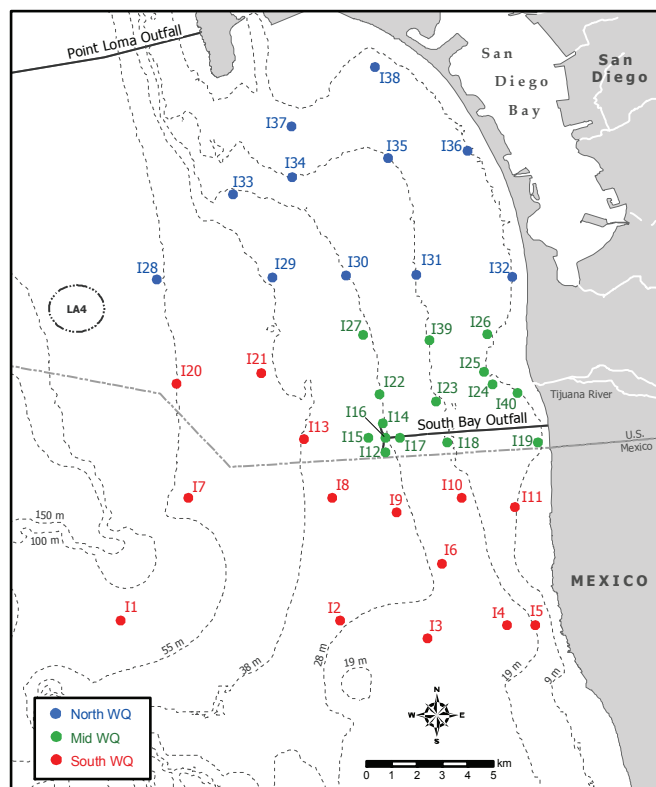 Point Loma Outfall
San
Diego
Bay
San
Diego
I38
I37
I35
I36
I34
I33
I28
I29
I30
I31
I32
LA4
I27
I39
I26
I21
I25
I20
I22
I24
I23
I40
Tijuana River
I16
I14
South Bay Outfall
I13
I15
I17
I18
I19
U.S.
Mexico
I12
I7
I8
I10
I9
I11
150 m
100 m
I6
MEXICO
I1
I2
I3
I4
I5
55 m
38 m
28 m
19 m
19 m
9 m
N
W
E
S
North WQ
Mid WQ
South WQ
km
0 1 2 3 4 5